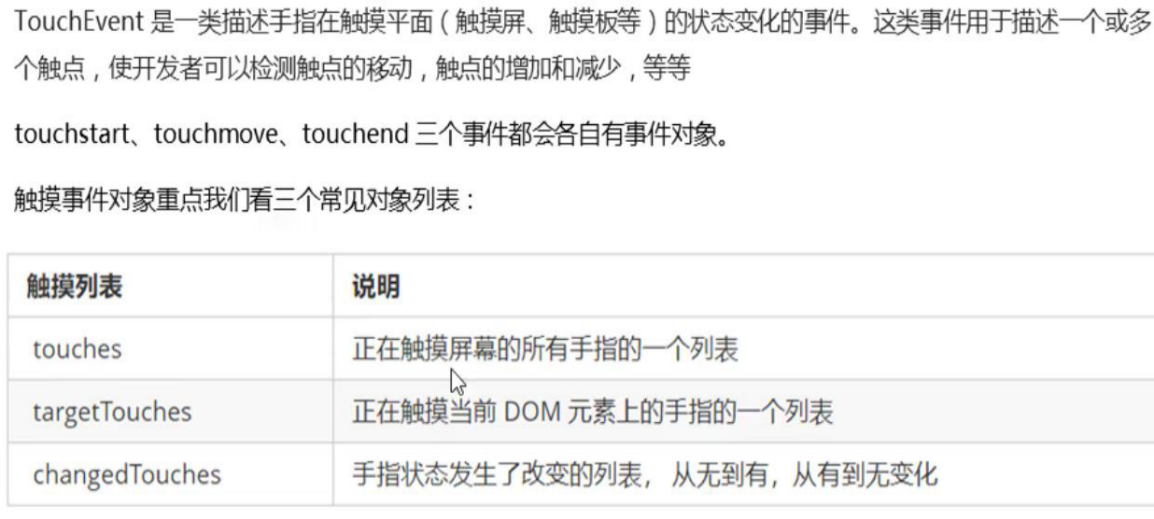 TouchEvent 是一类描述手指在触摸平面（触摸屏、触摸板等）的状态变化的事件。这类事件用于描述一个或多
个触点，使开发者可以检测触点的移动，触点的增加和减少，等等
touchstart、touchmove、touchend 三个事件都会各自有事件对象。
触摸事件对象重点我们看三个常见对象列表：
触摸列表 说明
touches 正在触摸屏幕的所有手指的一个列表
targetTouches 正在触摸当前 DOM 元素上的手指的一个列表
changedTouches 手指状态发生了改变的列表，从无到有，从有到无变化